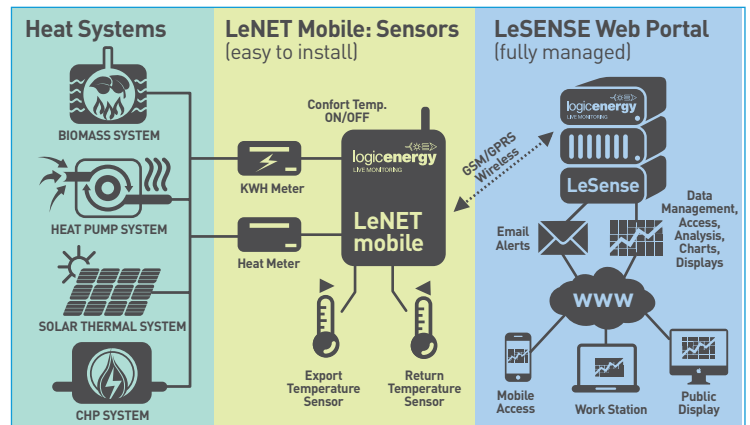 Heat Systems
BIOMASS SYSTEM
HEAT PUMP SYSTEM
SOLAR THERMAL SYSTEM
CHP SYSTEM
LeNET Mobile: Sensors
(easy to install)
Confort Temp.
ON/OFF
KWH Meter
Heat Meter
logicenergy
LIVE MONITORING
LeNET
mobile
Export
Temperature
Sensor
Return
Temperature
Sensor
GSM/GPRS
Wireless
LeSENSE Web Portal
(fully managed)
logicenergy
LIVE MONITORING
LeSense
Email
Alerts
Data
Management,
Access,
Analysis,
Charts,
Displays
www
Mobile
Access
Work Station
Public
Display